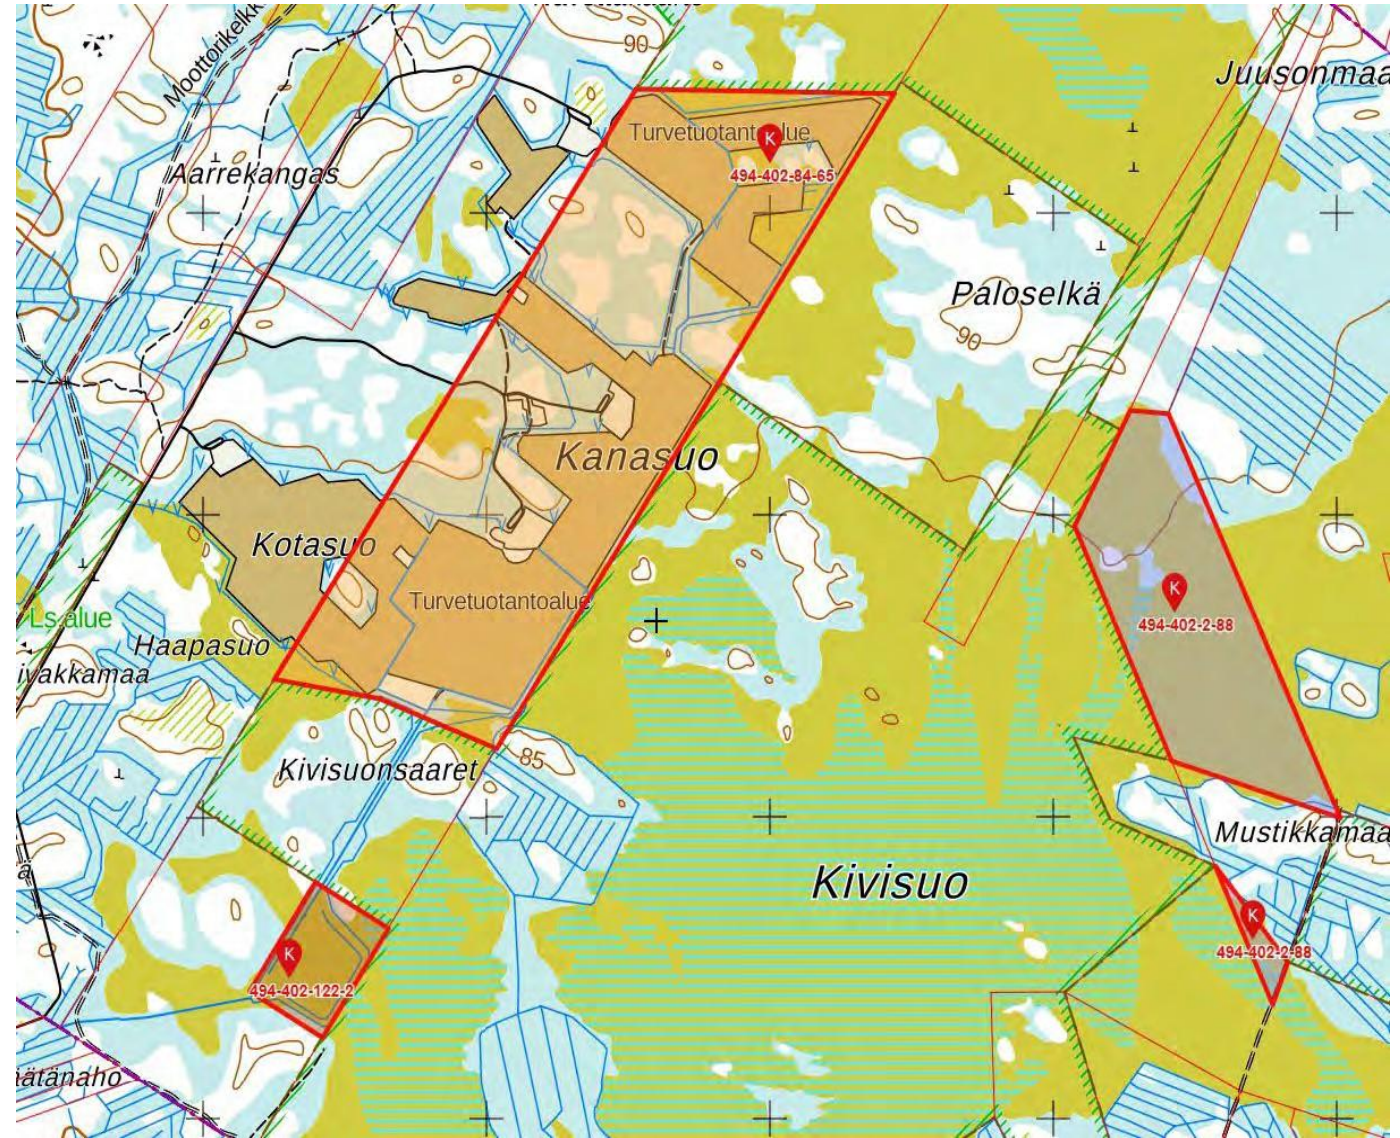 90
Moottorikelkk
Juusonmaa
Turvetuotantoalue
K
494-402-84-65
Aarrekangas
Paloselkä
90
Kanasuo
Kotasuo
K
494-402-2-88
Turvetuotantoalue
Ls.alue
Haapasuo
ivakkamaa
Kivisuonsaaret
85
Mustikkamaa
Kivisuo
K
494-402-2-88
K
494-402-122-2
ätänaho